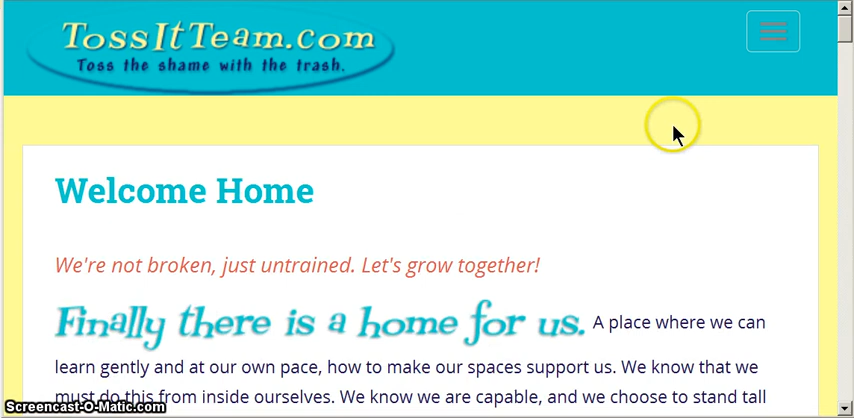 TossItTeam.com
Toss the shame with the trash.
Welcome Home
We're not broken, just untrained. Let's grow together!
Finally there is a home for us. A place where we can
learn gently and at our own pace, how to make our spaces support us. We know that we
must do this from inside ourselves. We know we are capable, and we choose to stand tall
Screencast-O-Matic.com